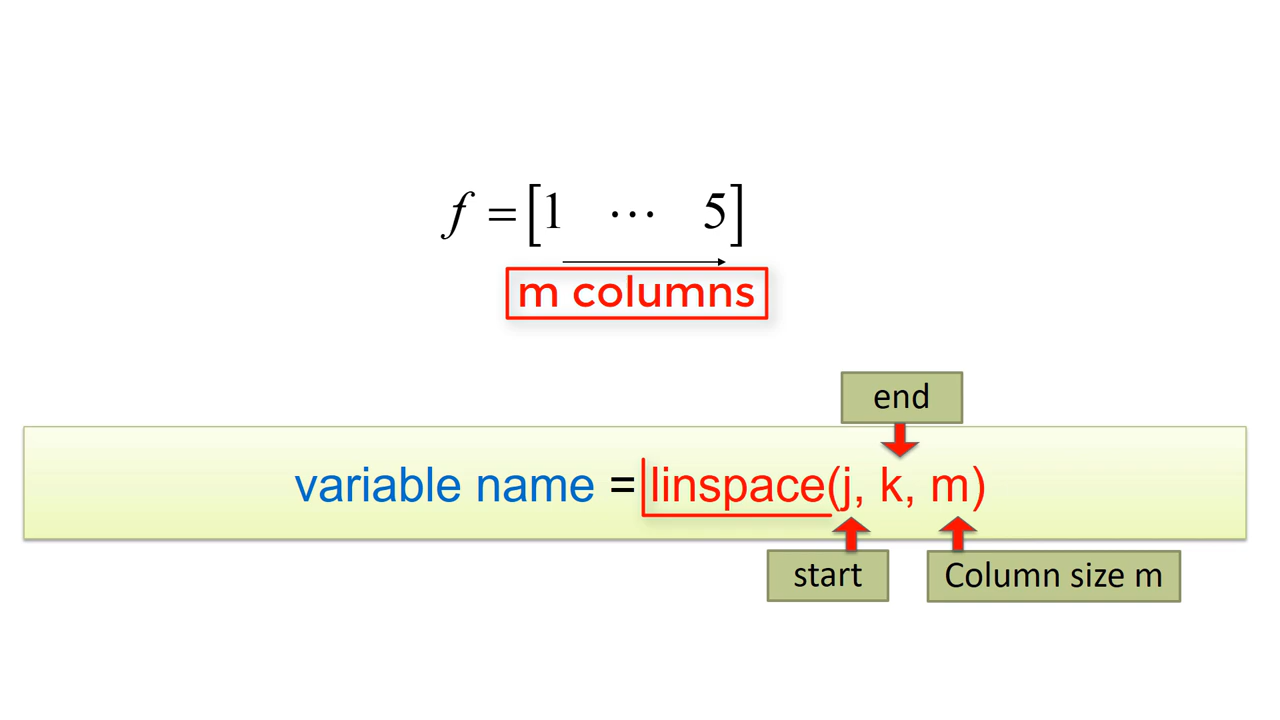 f = [1 ⋯ 5]
m columns
end
variable name = linspace(j, k, m)
start
Column size m